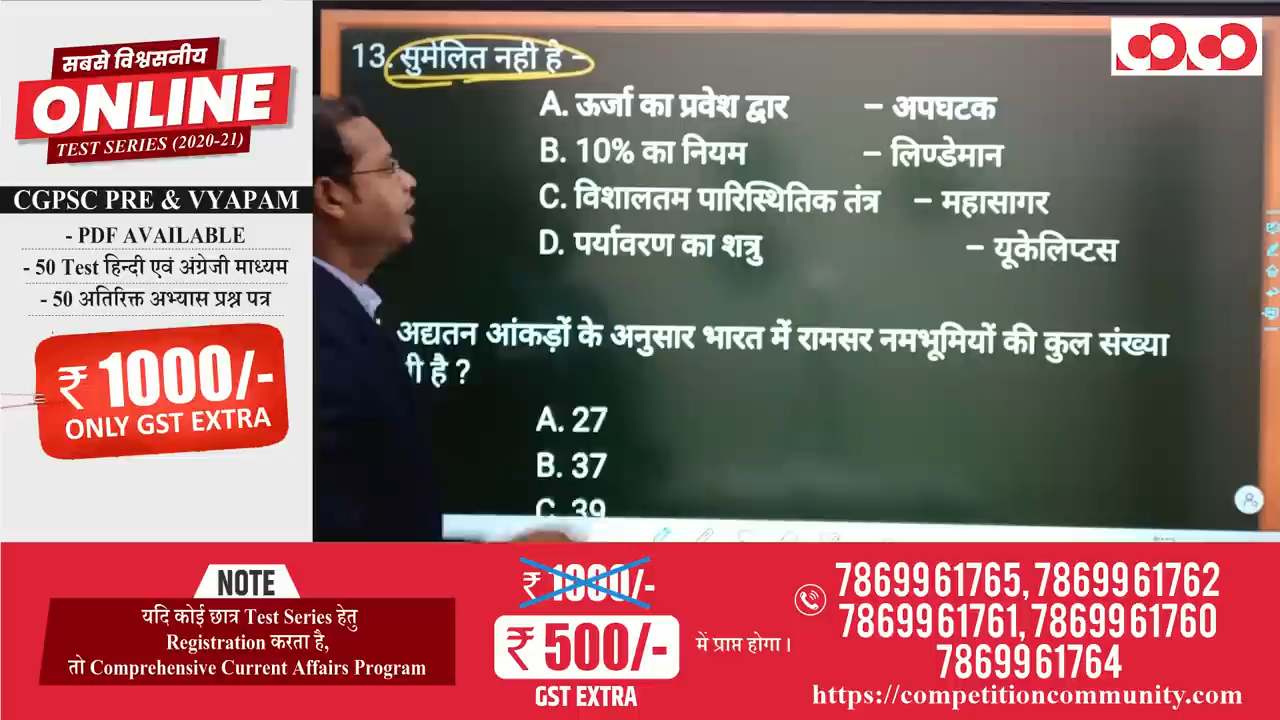 सबसे विश्वसनीय
ONLINE
TEST SERIES (2020-21)
CGPSC PRE & VYAPAM
- PDF AVAILABLE
- 50 Test हिन्दी एवं अंग्रेजी माध्यम
- 50 अतिरिक्त अभ्यास प्रश्न पत्र
₹ 1000/-
ONLY GST EXTRA
13. सुमेलित नही हे -
A. ऊर्जा का प्रवेश द्वार – अपघटक
B. 10% का नियम – लिण्डेमान
C. विशालतम पारिस्थितिक तंत्र – महासागर
D. पर्यावरण का शत्रु – यूकेलिप्टस
अद्यतन आंकड़ों के अनुसार भारत में रामसर नमभूमियों की कुल संख्या
है ?
A. 27
B. 37
C. 39
NOTE
यदि कोई छात्र Test Series हेतु
Registration करता है,
तो Comprehensive Current Affairs Program
₹ 1000/-
₹ 500/-
GST EXTRA
में प्राप्त होगा।
7869961765, 7869961762
7869961761, 7869961760
7869961764
https://competitioncommunity.com